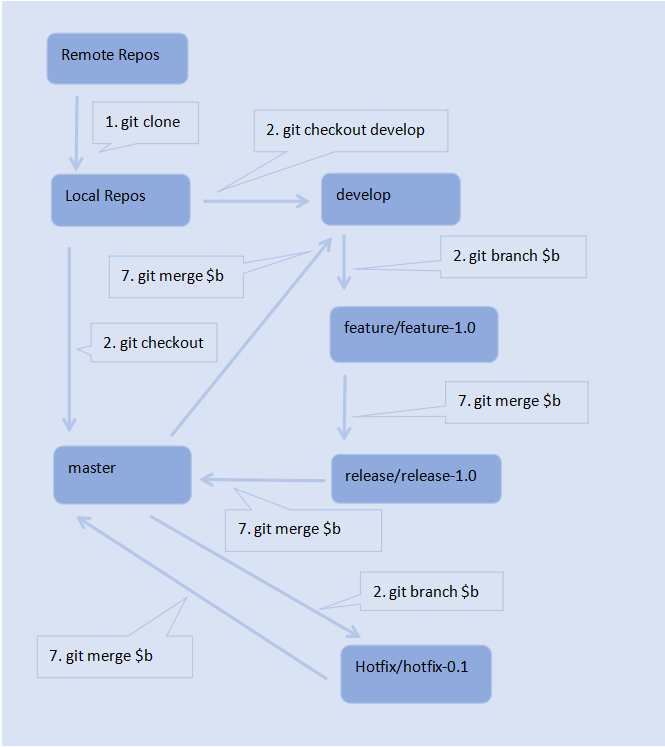 Remote Repos
1. git clone
2. git checkout develop
Local Repos
develop
7. git merge $b
2. git branch $b
feature/feature-1.0
2. git checkout
7. git merge $b
master
release/release-1.0
7. git merge $b
2. git branch $b
7. git merge $b
Hotfix/hotfix-0.1